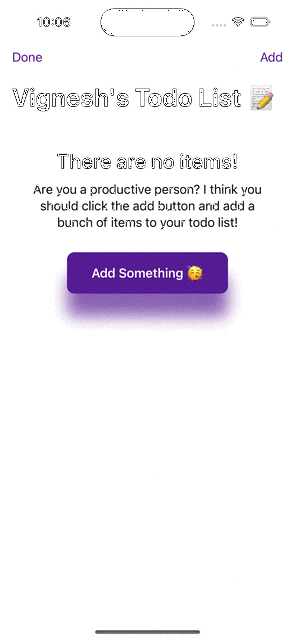 10:06
Done
Add
Vignesh's Todo List 📝
There are no items!
Are you a productive person? I think you
should click the add button and add a
bunch of items to your todo list!
Add Something 🥳